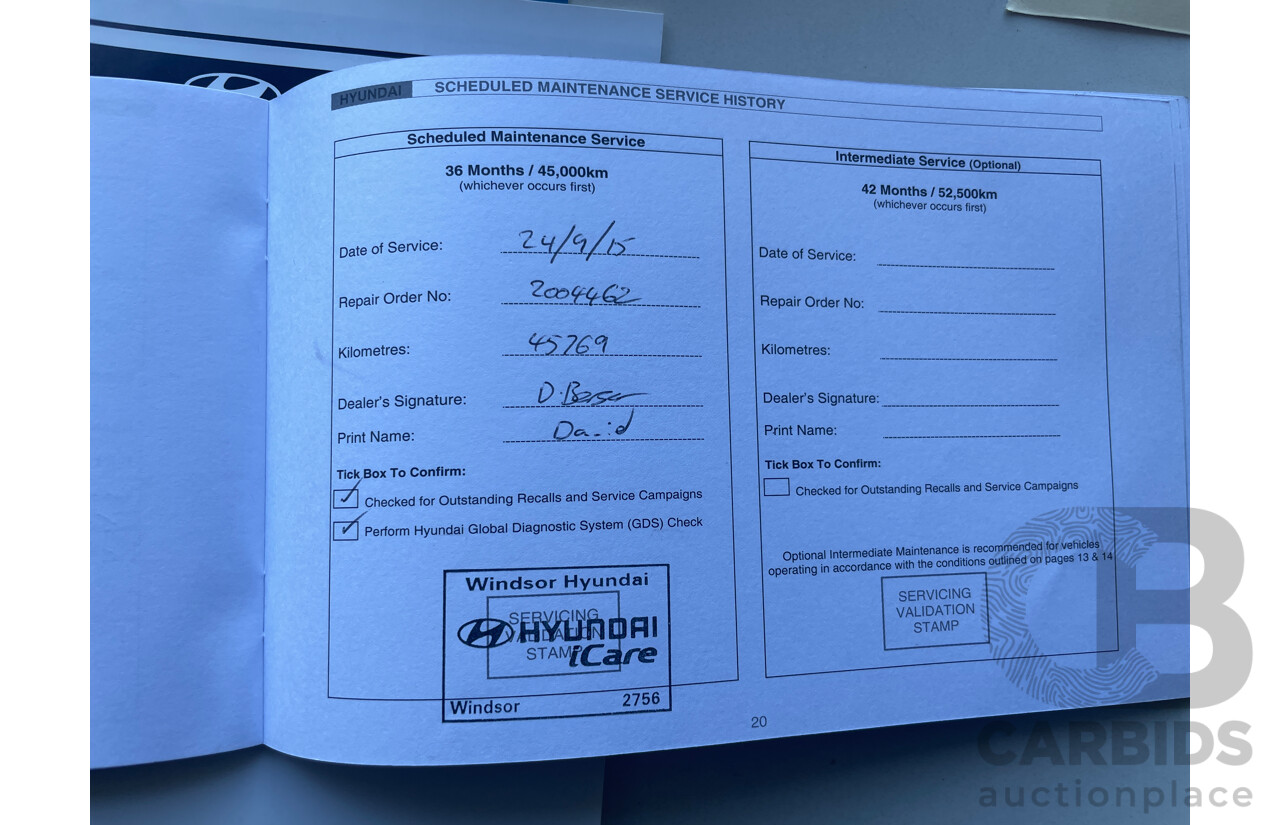 HYUNDAI SCHEDULED MAINTENANCE SERVICE HISTORY
Scheduled Maintenance Service
36 Months / 45,000km
(whichever occurs first)
Date of Service: 24/9/15
Repair Order No: 2004462
Kilometres: 45769
Dealer's Signature: D.
Print Name: David
Tick Box To Confirm:
Checked for Outstanding Recalls and Service Campaigns
Perform Hyundai Global Diagnostic System (GDS) Check
Windsor Hyundai
SERVICING
VALIDATION
STAMP
HYUNDAI
iCare
Windsor 2756
Intermediate Service (Optional)
42 Months / 52,500km
(whichever occurs first)
Date of Service:
Repair Order No:
Kilometres:
Dealer's Signature:
Print Name:
Tick Box To Confirm:
Checked for Outstanding Recalls and Service Campaigns
Optional Intermediate Maintenance is recommended for vehicles
operating in accordance with the conditions outlined on pages 13 & 14
SERVICING
VALIDATION
STAMP
20
CB
CARBIDS
auctionplace